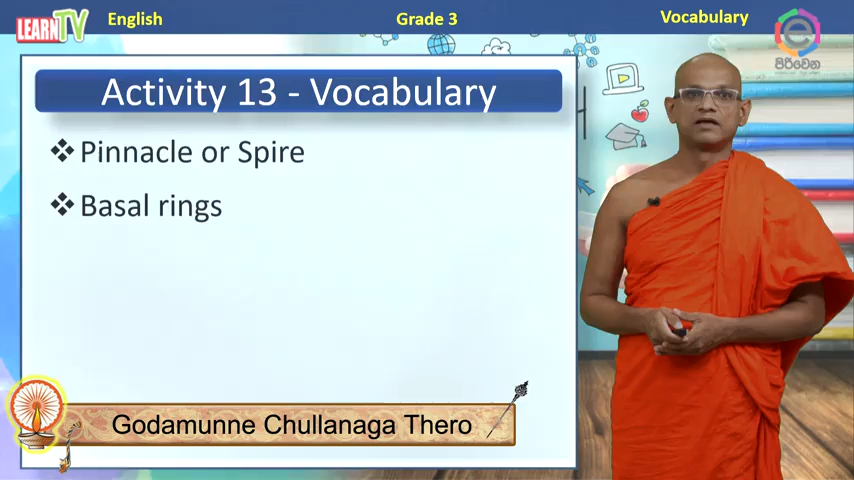 LEARN TV
English
Grade 3
Vocabulary
පිරිවෙන
Activity 13 - Vocabulary
❖ Pinnacle or Spire
❖ Basal rings
Godamunne Chullanaga Thero